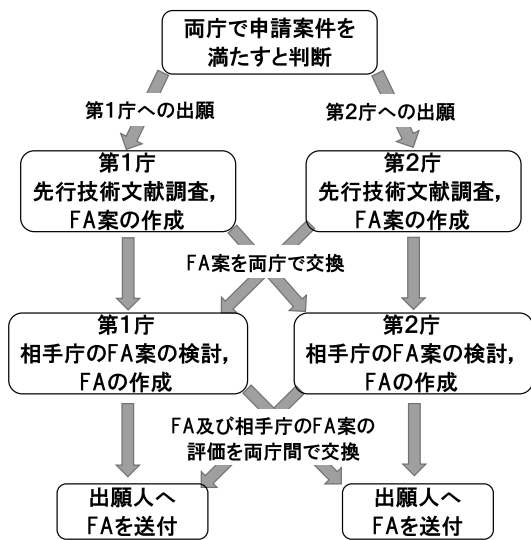 両庁で申請案件を
満たすと判断
第1庁への出願
第2庁への出願
第1庁
先行技術文献調査,
FA案の作成
第2庁
先行技術文献調査,
FA案の作成
FA案を両庁で交換
第1庁
相手庁のFA案の検討,
FAの作成
第2庁
相手庁のFA案の検討,
FAの作成
FA及び相手庁のFA案の
評価を両庁間で交換
出願人へ
FAを送付
出願人へ
FAを送付